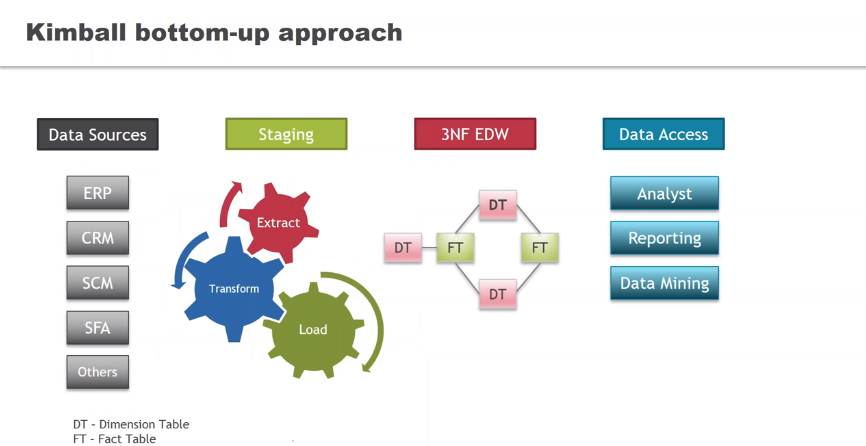 Kimball bottom-up approach
Data Sources
Staging
3NF EDW
Data Access
ERP
CRM
SCM
SFA
Others
Extract
Transform
Load
DT
DT
FT
FT
DT
Analyst
Reporting
Data Mining
DT - Dimension Table
FT - Fact Table